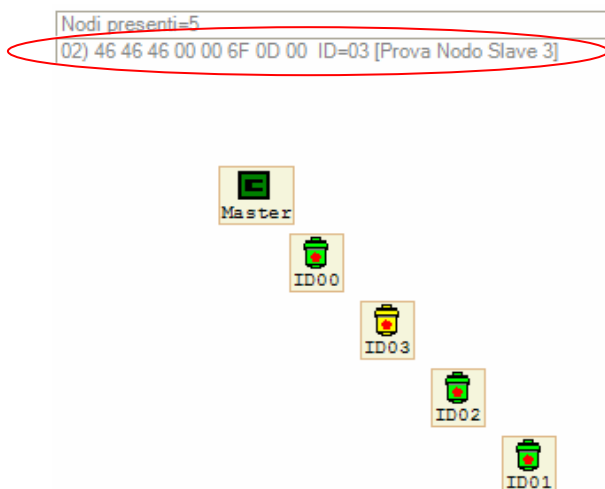 Nodi presenti=5
02) 46 46 46 00 00 6F 0D 00  ID=03 [Prova Nodo Slave 3]
Master
ID00
ID03
ID02
ID01